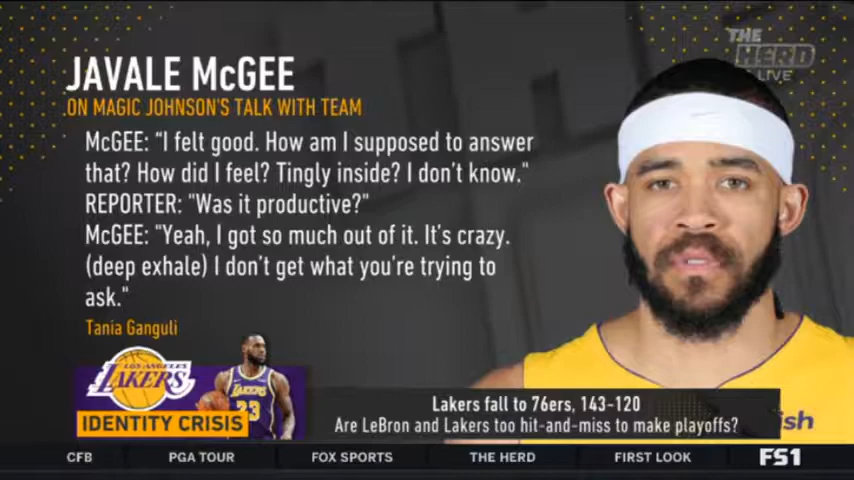 THE
HERD
LIVE
JAVALE McGEE
ON MAGIC JOHNSON'S TALK WITH TEAM
McGEE: "I felt good. How am I supposed to answer
that? How did I feel? Tingly inside? I don't know."
REPORTER: "Was it productive?"
McGEE: "Yeah, I got so much out of it. It's crazy.
(deep exhale) I don't get what you're trying to
ask."
Tania Ganguli
LOS ANGELES
LAKERS
LAKERS
23
IDENTITY CRISIS
Lakers fall to 76ers, 143-120
Are LeBron and Lakers too hit-and-miss to make playoffs?
ish
CFB PGA TOUR FOX SPORTS THE HERD FIRST LOOK FS1